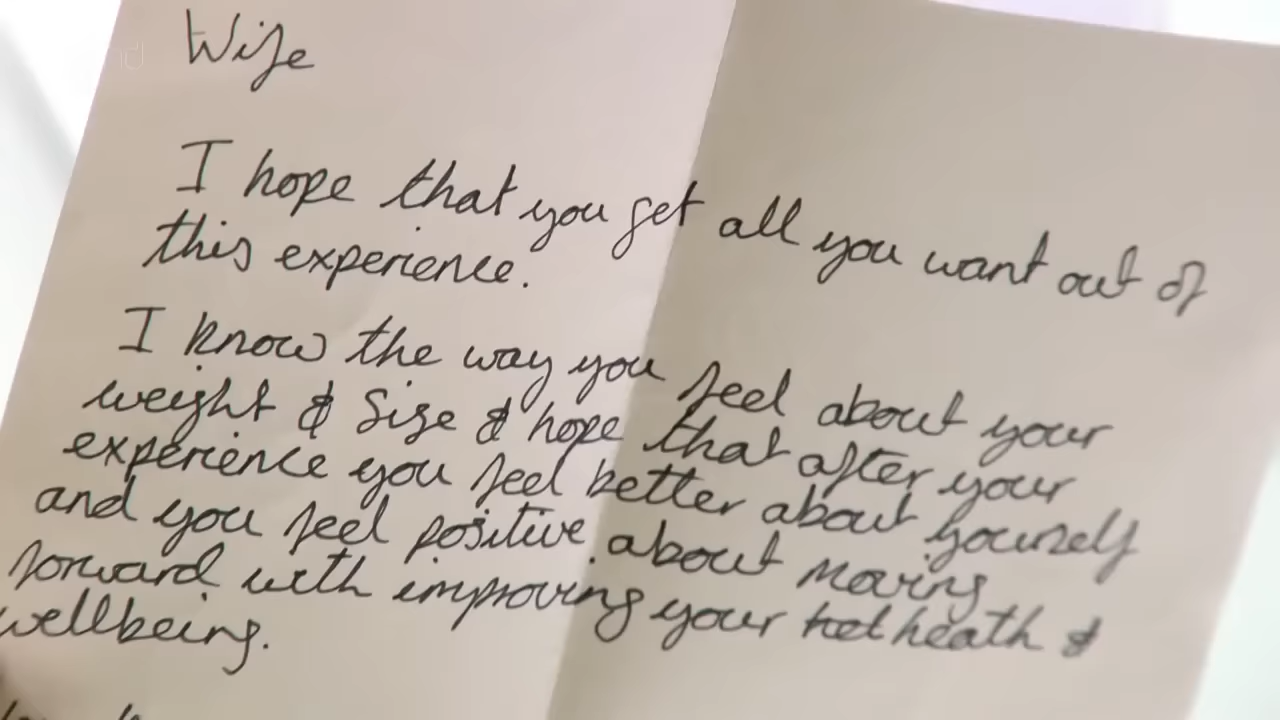 Wife
I hope that you get all you want out of
this experience.
I know the way you feel about your
weight & Size & hope that after your
experience you feel better about yourself
and you feel positive about moving
forward with improving your heath &
wellbeing.